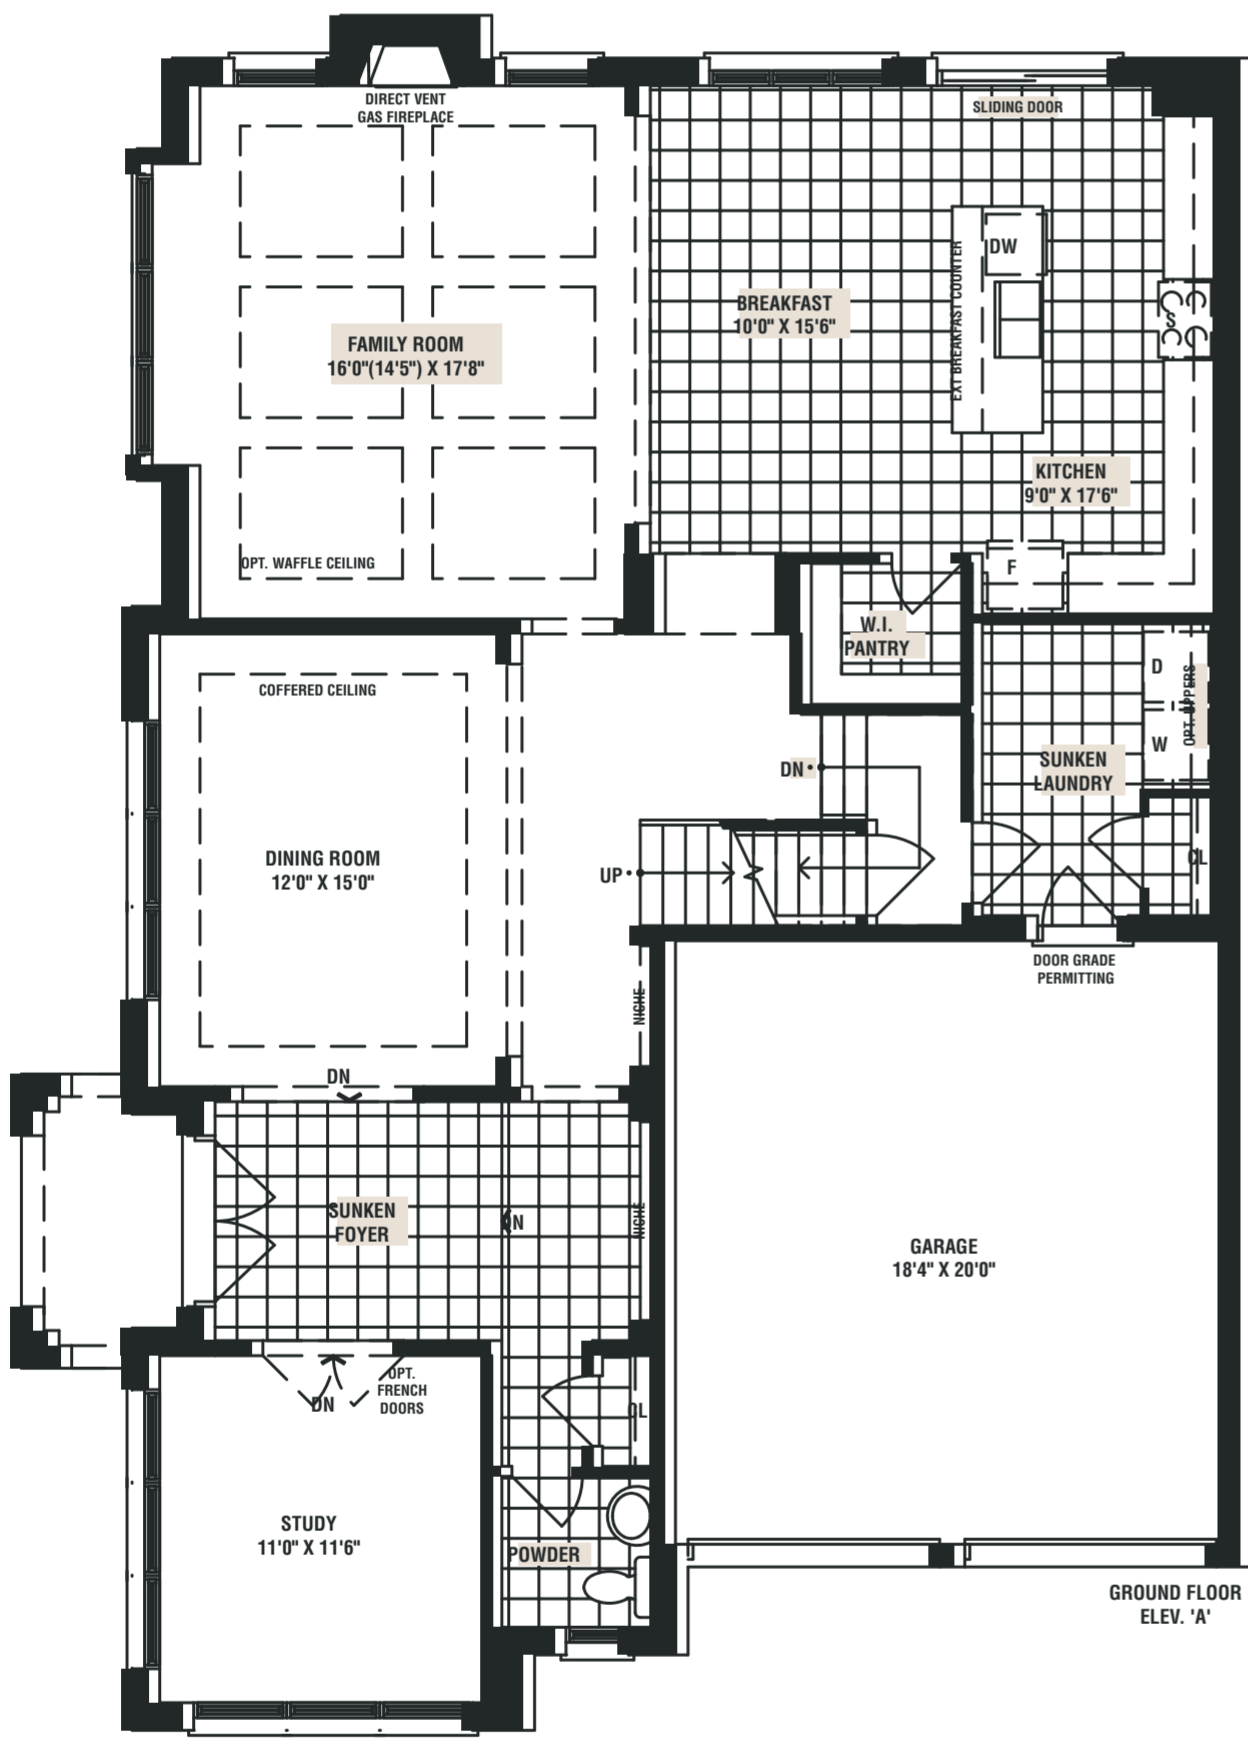 DIRECT VENT
GAS FIREPLACE
SLIDING DOOR
DW
EXT BREAKFAST COUNTER
BREAKFAST
10'0" X 15'6"
S
FAMILY ROOM
16'0"(14'5") X 17'8"
KITCHEN
9'0" X 17'6"
OPT. WAFFLE CEILING
F
W.I.
PANTRY
D
OPT. UPPERS
W
COFFERED CEILING
SUNKEN
LAUNDRY
DN
DINING ROOM
12'0" X 15'0"
UP
CL
DOOR GRADE
PERMITTING
NICHE
DN
SUNKEN
FOYER
DN
NICHE
GARAGE
18'4" X 20'0"
OPT.
FRENCH
DOORS
DN
CL
STUDY
11'0" X 11'6"
POWDER
GROUND FLOOR
ELEV. 'A'